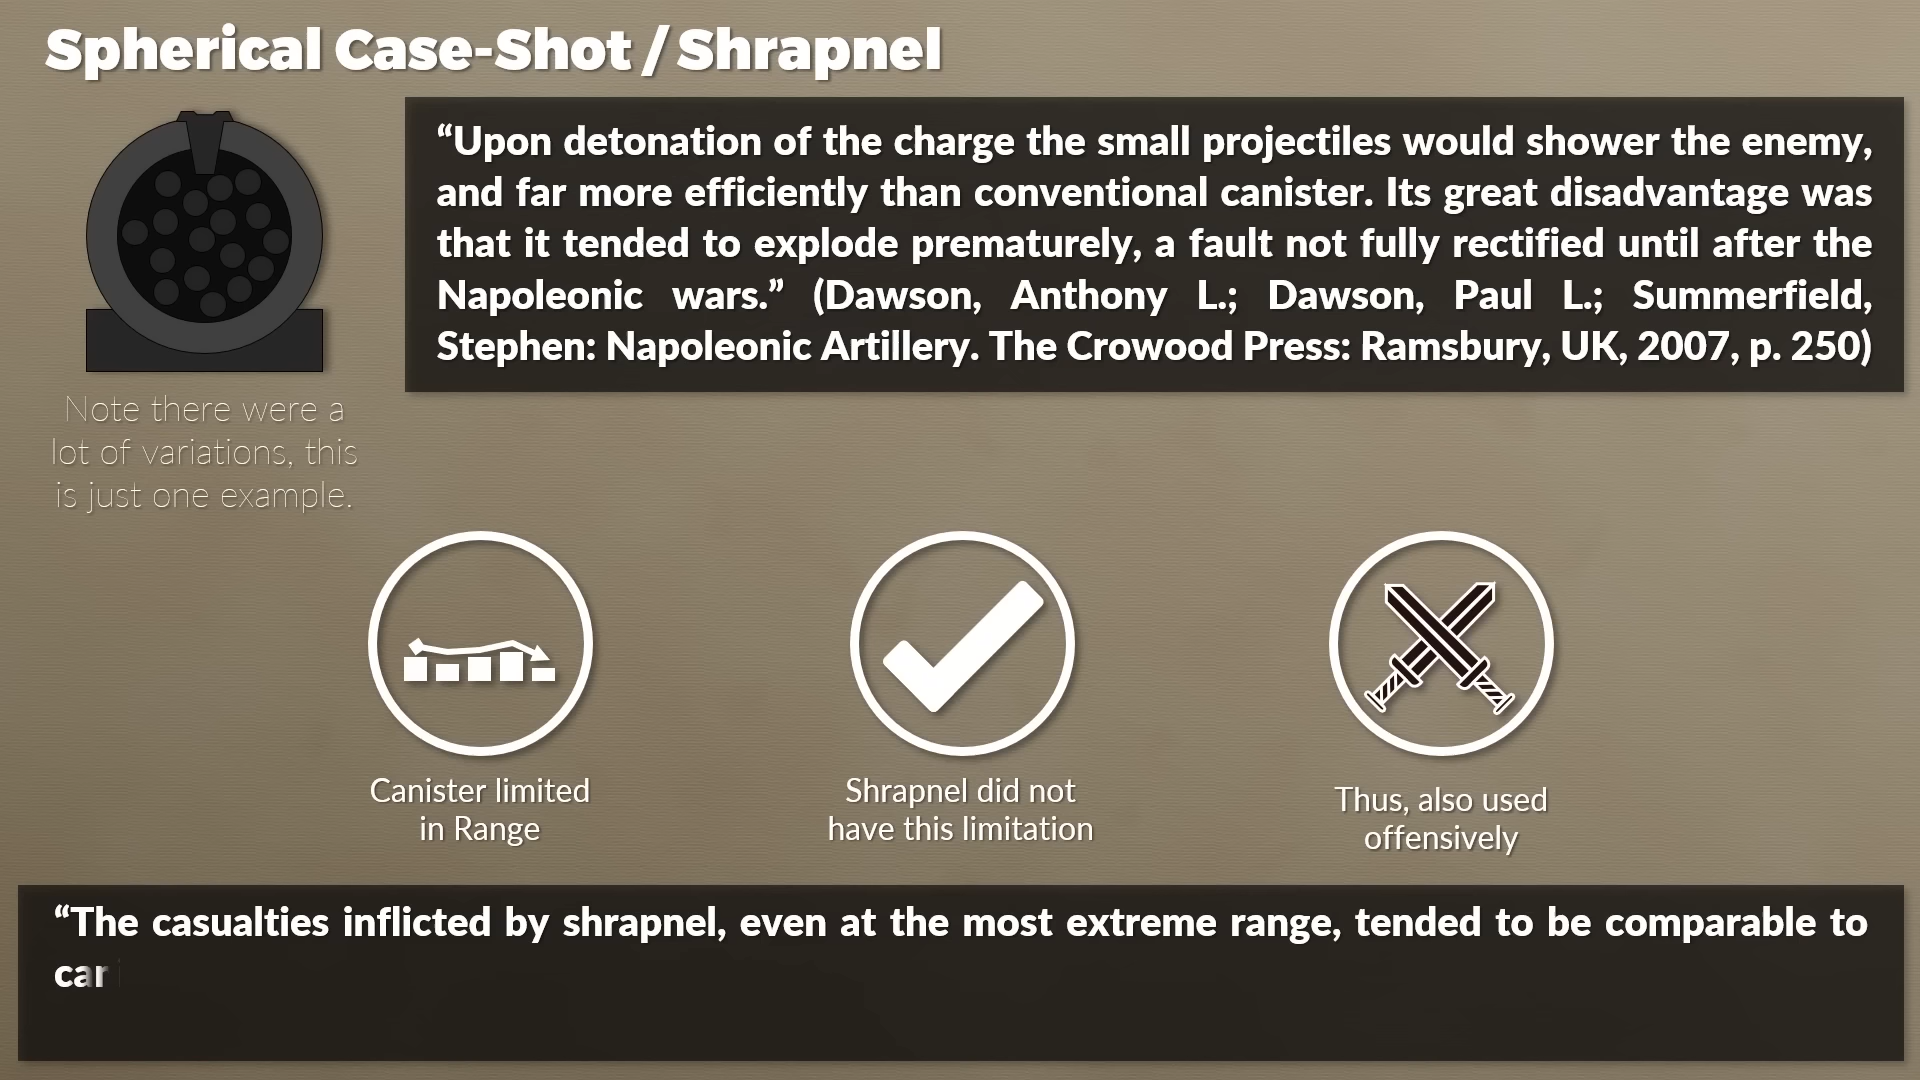 Spherical Case-Shot / Shrapnel
“Upon detonation of the charge the small projectiles would shower the enemy,
and far more efficiently than conventional canister. Its great disadvantage was
that it tended to explode prematurely, a fault not fully rectified until after the
Napoleonic wars.” (Dawson, Anthony L.; Dawson, Paul L.; Summerfield,
Stephen: Napoleonic Artillery. The Crowood Press: Ramsbury, UK, 2007, p. 250)
Note there were a
lot of variations, this
is just one example.
Canister limited
in Range
Shrapnel did not
have this limitation
Thus, also used
offensively
“The casualties inflicted by shrapnel, even at the most extreme range, tended to be comparable to